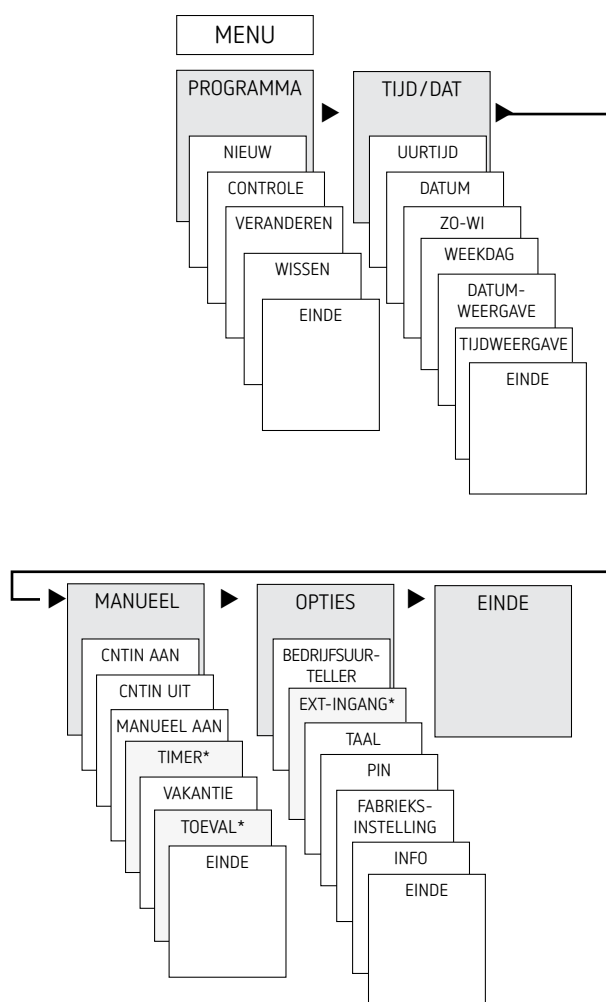 MENU
PROGRAMMA
NIEUW
CONTROLE
VERANDEREN
WISSEN
EINDE
TIJD/DAT
UURTIJD
DATUM
ZO-WI
WEEKDAG
DATUM-
WEERGAVE
TIJDWEERGAVE
EINDE
MANUEEL
CNTIN AAN
CNTIN UIT
MANUEEL AAN
TIMER*
VAKANTIE
TOEVAL*
EINDE
OPTIES
BEDRIJFSUUR-
TELLER
EXT-INGANG*
TAAL
PIN
FABRIEKS-
INSTELLING
INFO
EINDE
EINDE